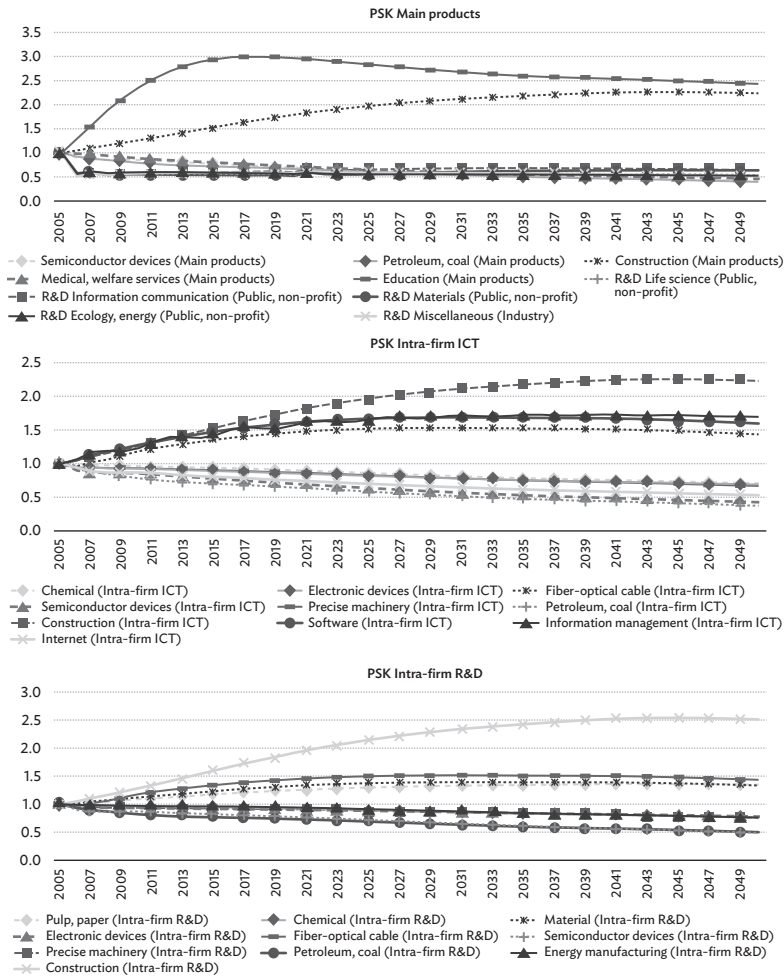 PSK Main products
3.5
3.0
2.5
2.0
1.5
1.0
0.5
0.0
2005 2007 2009 2011 2013 2015 2017 2019 2021 2023 2025 2027 2029 2031 2033 2035 2037 2039 2041 2043 2045 2047 2049
Semiconductor devices (Main products) Petroleum, coal (Main products) Construction (Main products)
Medical, welfare services (Main products) Education (Main products) R&D Life science (Public,
non-profit)
R&D Information communication (Public, non-profit) R&D Materials (Public, non-profit)
R&D Ecology, energy (Public, non-profit) R&D Miscellaneous (Industry)
PSK Intra-firm ICT
2.5
2.0
1.5
1.0
0.5
0.0
2005 2007 2009 2011 2013 2015 2017 2019 2021 2023 2025 2027 2029 2031 2033 2035 2037 2039 2041 2043 2045 2047 2049
Chemical (Intra-firm ICT) Electronic devices (Intra-firm ICT) Fiber-optical cable (Intra-firm ICT)
Semiconductor devices (Intra-firm ICT) Precise machinery (Intra-firm ICT) Petroleum, coal (Intra-firm ICT)
Construction (Intra-firm ICT) Software (Intra-firm ICT) Information management (Intra-firm ICT)
Internet (Intra-firm ICT)
PSK Intra-firm R&D
3.0
2.5
2.0
1.5
1.0
0.5
0.0
2005 2007 2009 2011 2013 2015 2017 2019 2021 2023 2025 2027 2029 2031 2033 2035 2037 2039 2041 2043 2045 2047 2049
Pulp, paper (Intra-firm R&D) Chemical (Intra-firm R&D) Material (Intra-firm R&D)
Electronic devices (Intra-firm R&D) Fiber-optical cable (Intra-firm R&D) Semiconductor devices (Intra-firm R&D)
Precise machinery (Intra-firm R&D) Petroleum, coal (Intra-firm R&D) Energy manufacturing (Intra-firm R&D)
Construction (Intra-firm R&D)